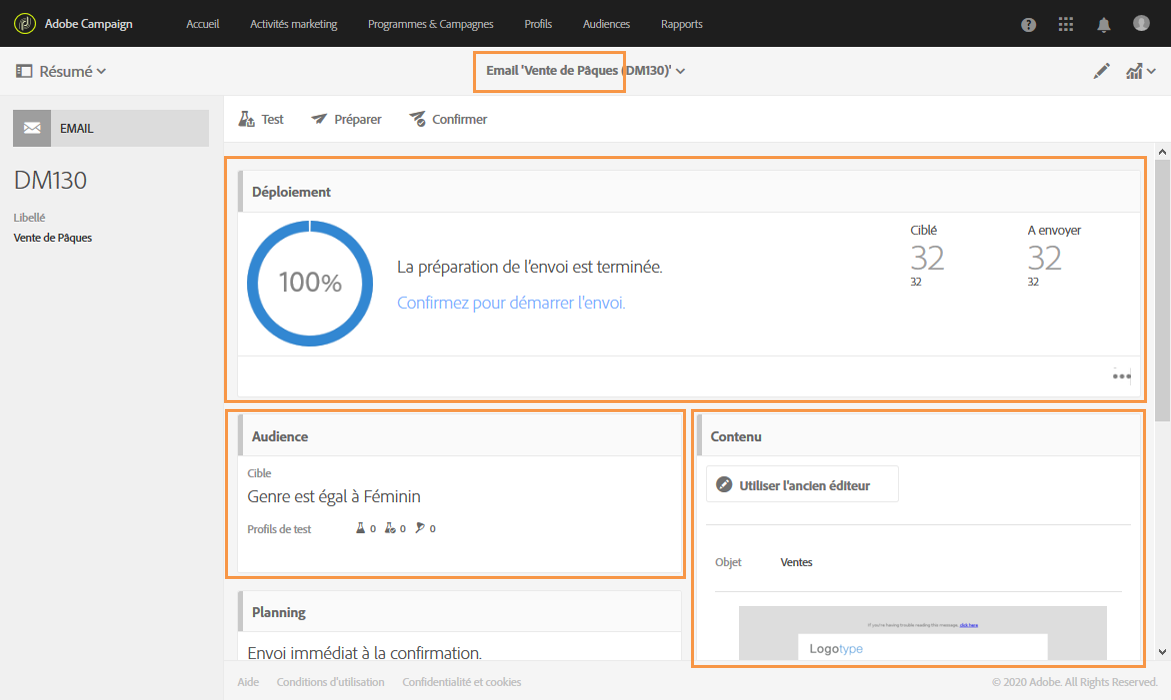 Adobe Campaign
Accueil
Activités marketing
Programmes & Campagnes
Profils
Audiences
Rapports
Résumé
Email 'Vente de Pâques (DM130)'
EMAIL
DM130
Libellé
Vente de Pâques
Test
Préparer
Confirmer
Déploiement
100%
La préparation de l'envoi est terminée.
Confirmez pour démarrer l'envoi.
Ciblé
32
32
A envoyer
32
32
Audience
Cible
Genre est égal à Féminin
Profils de test 0 0 0
Contenu
Utiliser l'ancien éditeur
Objet Ventes
If you're having trouble reading this message, click here
Logotype
Planning
Envoi immédiat à la confirmation.
Aide
Conditions d'utilisation
Confidentialité et cookies
© 2020 Adobe. All Rights Reserved.